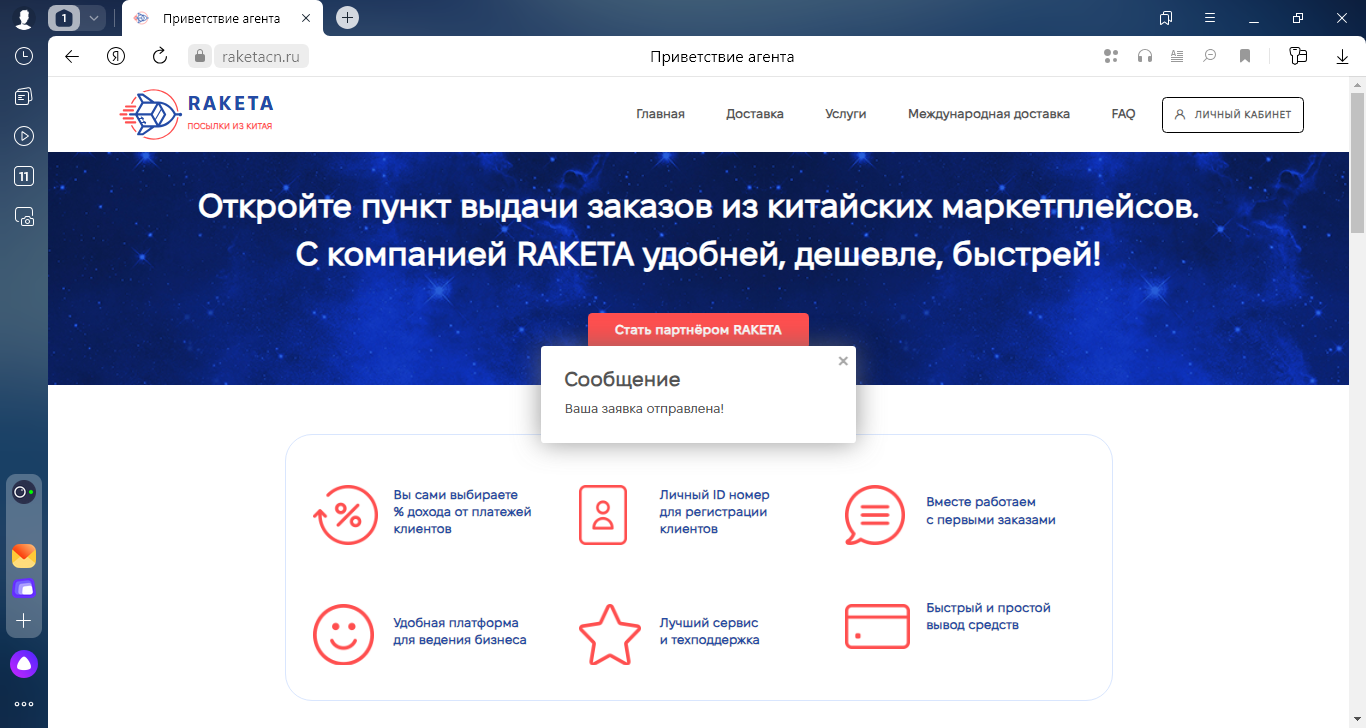 1
Приветствие агента
Я
raketacn.ru
Приветствие агента
11
RAKETA
ПОСЫЛКИ ИЗ КИТАЯ
Главная
Доставка
Услуги
Международная доставка
FAQ
ЛИЧНЫЙ КАБИНЕТ
Откройте пункт выдачи заказов из китайских маркетплейсов.
С компанией RAKETA удобней, дешевле, быстрей!
Стать партнёром RAKETA
Сообщение
Ваша заявка отправлена!
%
Вы сами выбираете
% дохода от платежей
клиентов
Личный ID номер
для регистрации
клиентов
Вместе работаем
с первыми заказами
Удобная платформа
для ведения бизнеса
Лучший сервис
и техподдержка
Быстрый и простой
вывод средств